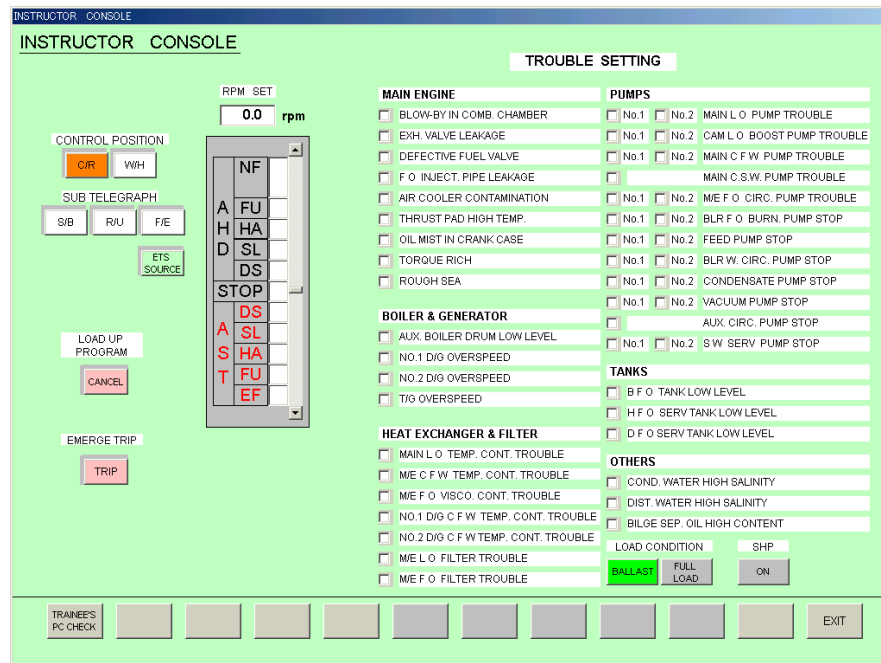 INSTRUCTOR CONSOLE
INSTRUCTOR CONSOLE
TROUBLE SETTING
RPM SET
0.0 rpm
CONTROL POSITION
C/R W/H
SUB TELEGRAPH
S/B R/U F/E
ETS
SOURCE
LOAD UP
PROGRAM
CANCEL
EMERGE TRIP
TRIP
AHD
NF
FU
HA
SL
DS
STOP
AST
DS
SL
HA
FU
EF
MAIN ENGINE
BLOW-BY IN COMB. CHAMBER
EXH. VALVE LEAKAGE
DEFECTIVE FUEL VALVE
F O INJECT. PIPE LEAKAGE
AIR COOLER CONTAMINATION
THRUST PAD HIGH TEMP.
OIL MIST IN CRANK CASE
TORQUE RICH
ROUGH SEA
BOILER & GENERATOR
AUX. BOILER DRUM LOW LEVEL
NO.1 D/G OVERSPEED
NO.2 D/G OVERSPEED
T/G OVERSPEED
HEAT EXCHANGER & FILTER
MAIN L O TEMP. CONT. TROUBLE
M/E C F W TEMP. CONT. TROUBLE
M/E F O VISCO. CONT. TROUBLE
NO.1 D/G C F W TEMP. CONT. TROUBLE
NO.2 D/G C F W TEMP. CONT. TROUBLE
M/E L O FILTER TROUBLE
M/E F O FILTER TROUBLE
PUMPS
No.1 No.2 MAIN L O PUMP TROUBLE
No.1 No.2 CAM L O BOOST PUMP TROUBLE
No.1 No.2 MAIN C F W PUMP TROUBLE
MAIN C.S.W. PUMP TROUBLE
No.1 No.2 M/E F O CIRC. PUMP TROUBLE
No.1 No.2 BLR F O BURN. PUMP STOP
No.1 No.2 FEED PUMP STOP
No.1 No.2 BLR W. CIRC. PUMP STOP
No.1 No.2 CONDENSATE PUMP STOP
No.1 No.2 VACUUM PUMP STOP
AUX. CIRC. PUMP STOP
No.1 No.2 S W SERV PUMP STOP
TANKS
B F O TANK LOW LEVEL
H F O SERV TANK LOW LEVEL
D F O SERV TANK LOW LEVEL
OTHERS
COND. WATER HIGH SALINITY
DIST. WATER HIGH SALINITY
BILGE SEP. OIL HIGH CONTENT
LOAD CONDITION SHP
BALLAST FULL LOAD ON
TRAINEE'S
PC CHECK
EXIT